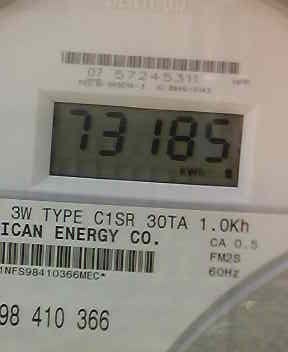 07 57245311
73185
KWH
3W TYPE C1SR 30TA 1.0Kh
ICAN ENERGY CO.
CA 0.5
FM2S
60Hz
1NFS98410366MEC*
98 410 366